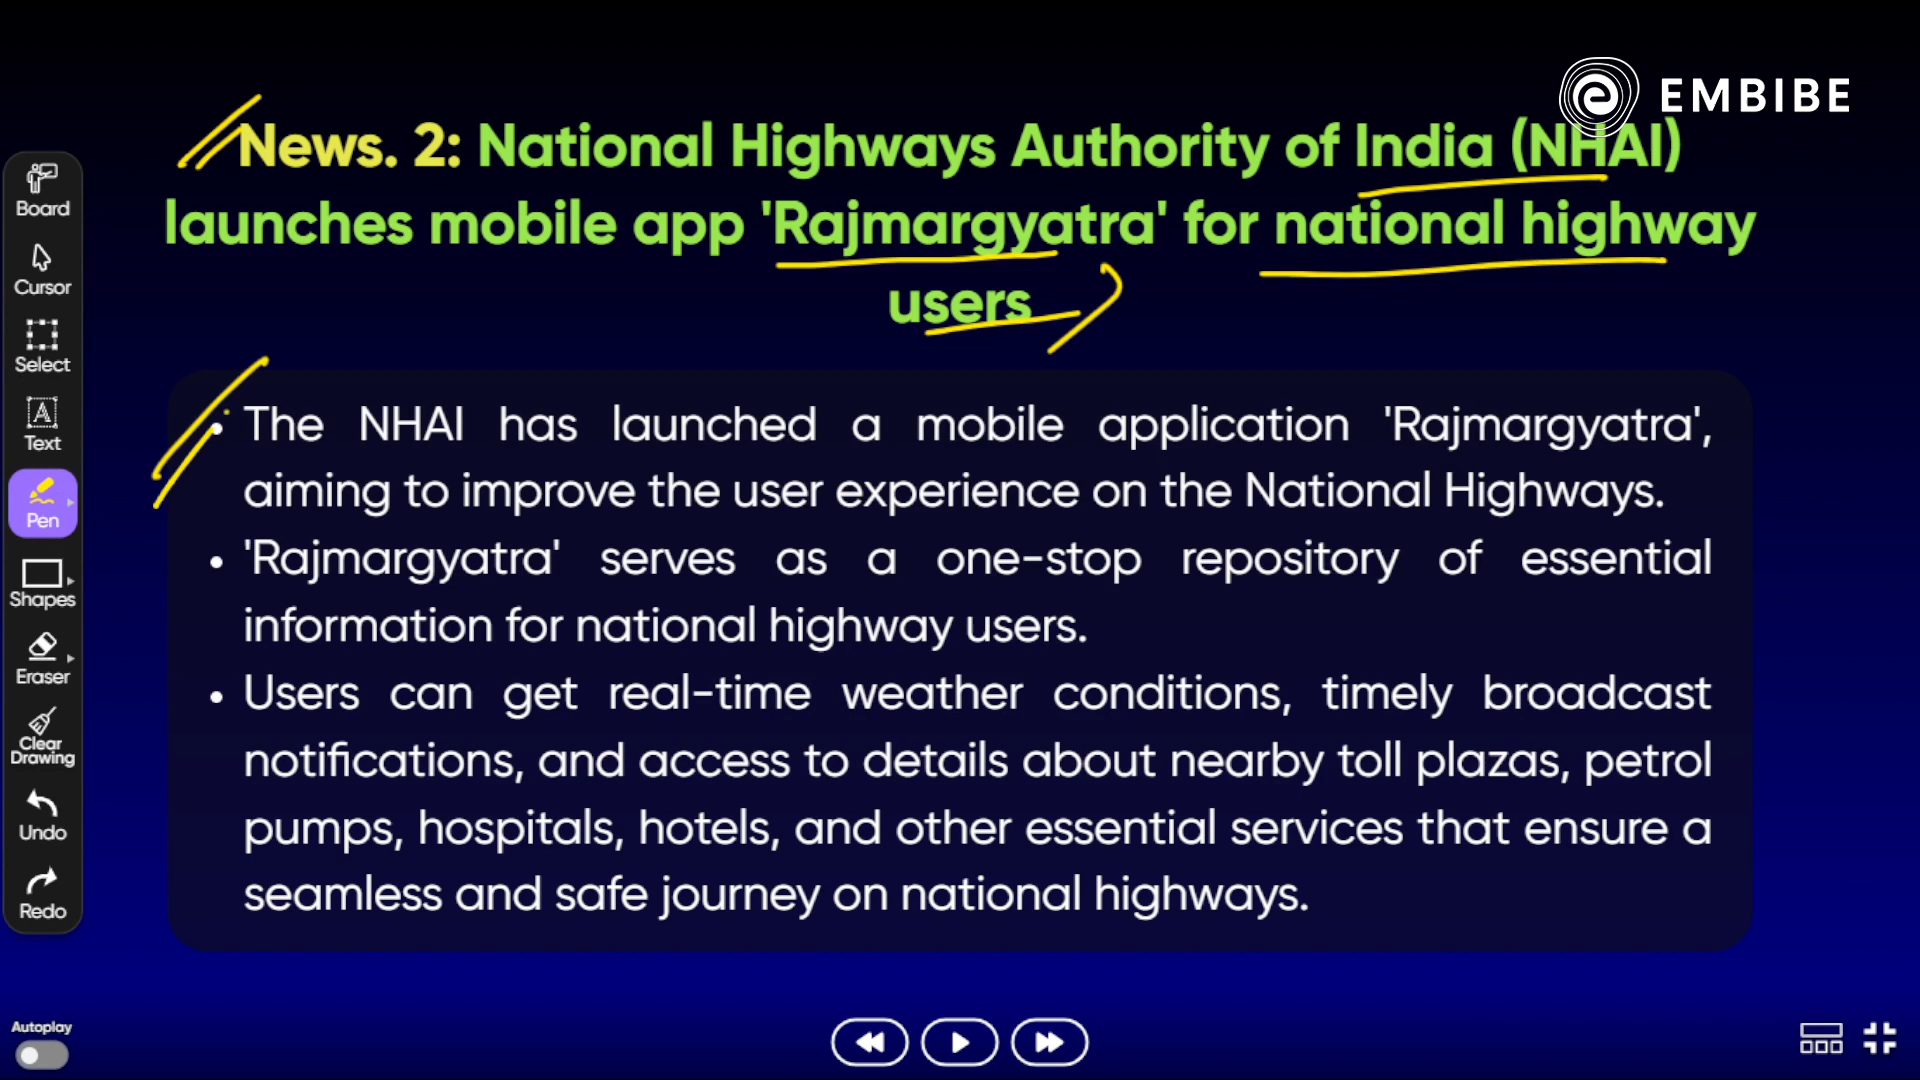 EMBIBE
News. 2: National Highways Authority of India (NHAI)
launches mobile app 'Rajmargyatra' for national highway
users
• The NHAI has launched a mobile application 'Rajmargyatra',
aiming to improve the user experience on the National Highways.
• 'Rajmargyatra' serves as a one-stop repository of essential
information for national highway users.
• Users can get real-time weather conditions, timely broadcast
notifications, and access to details about nearby toll plazas, petrol
pumps, hospitals, hotels, and other essential services that ensure a
seamless and safe journey on national highways.
Board
Cursor
Select
Text
Pen
Shapes
Eraser
Clear
Drawing
Undo
Redo
Autoplay